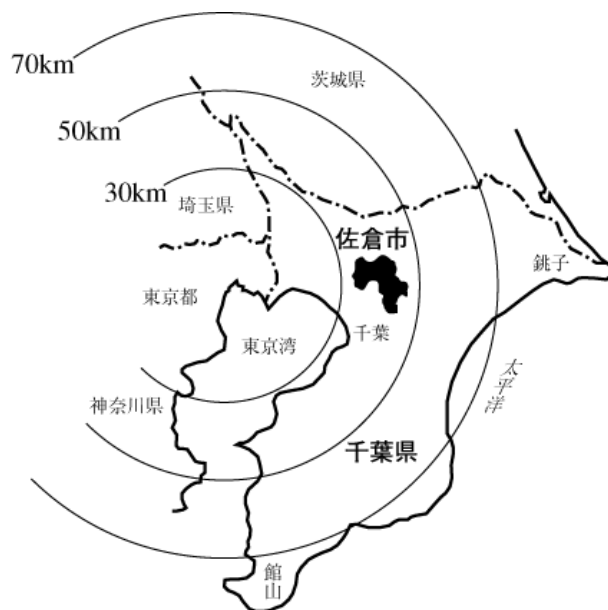 70km
茨城県
50km
30km
埼玉県
佐倉市
銚子
東京都
千葉
東京湾
太平洋
神奈川県
千葉県
館山